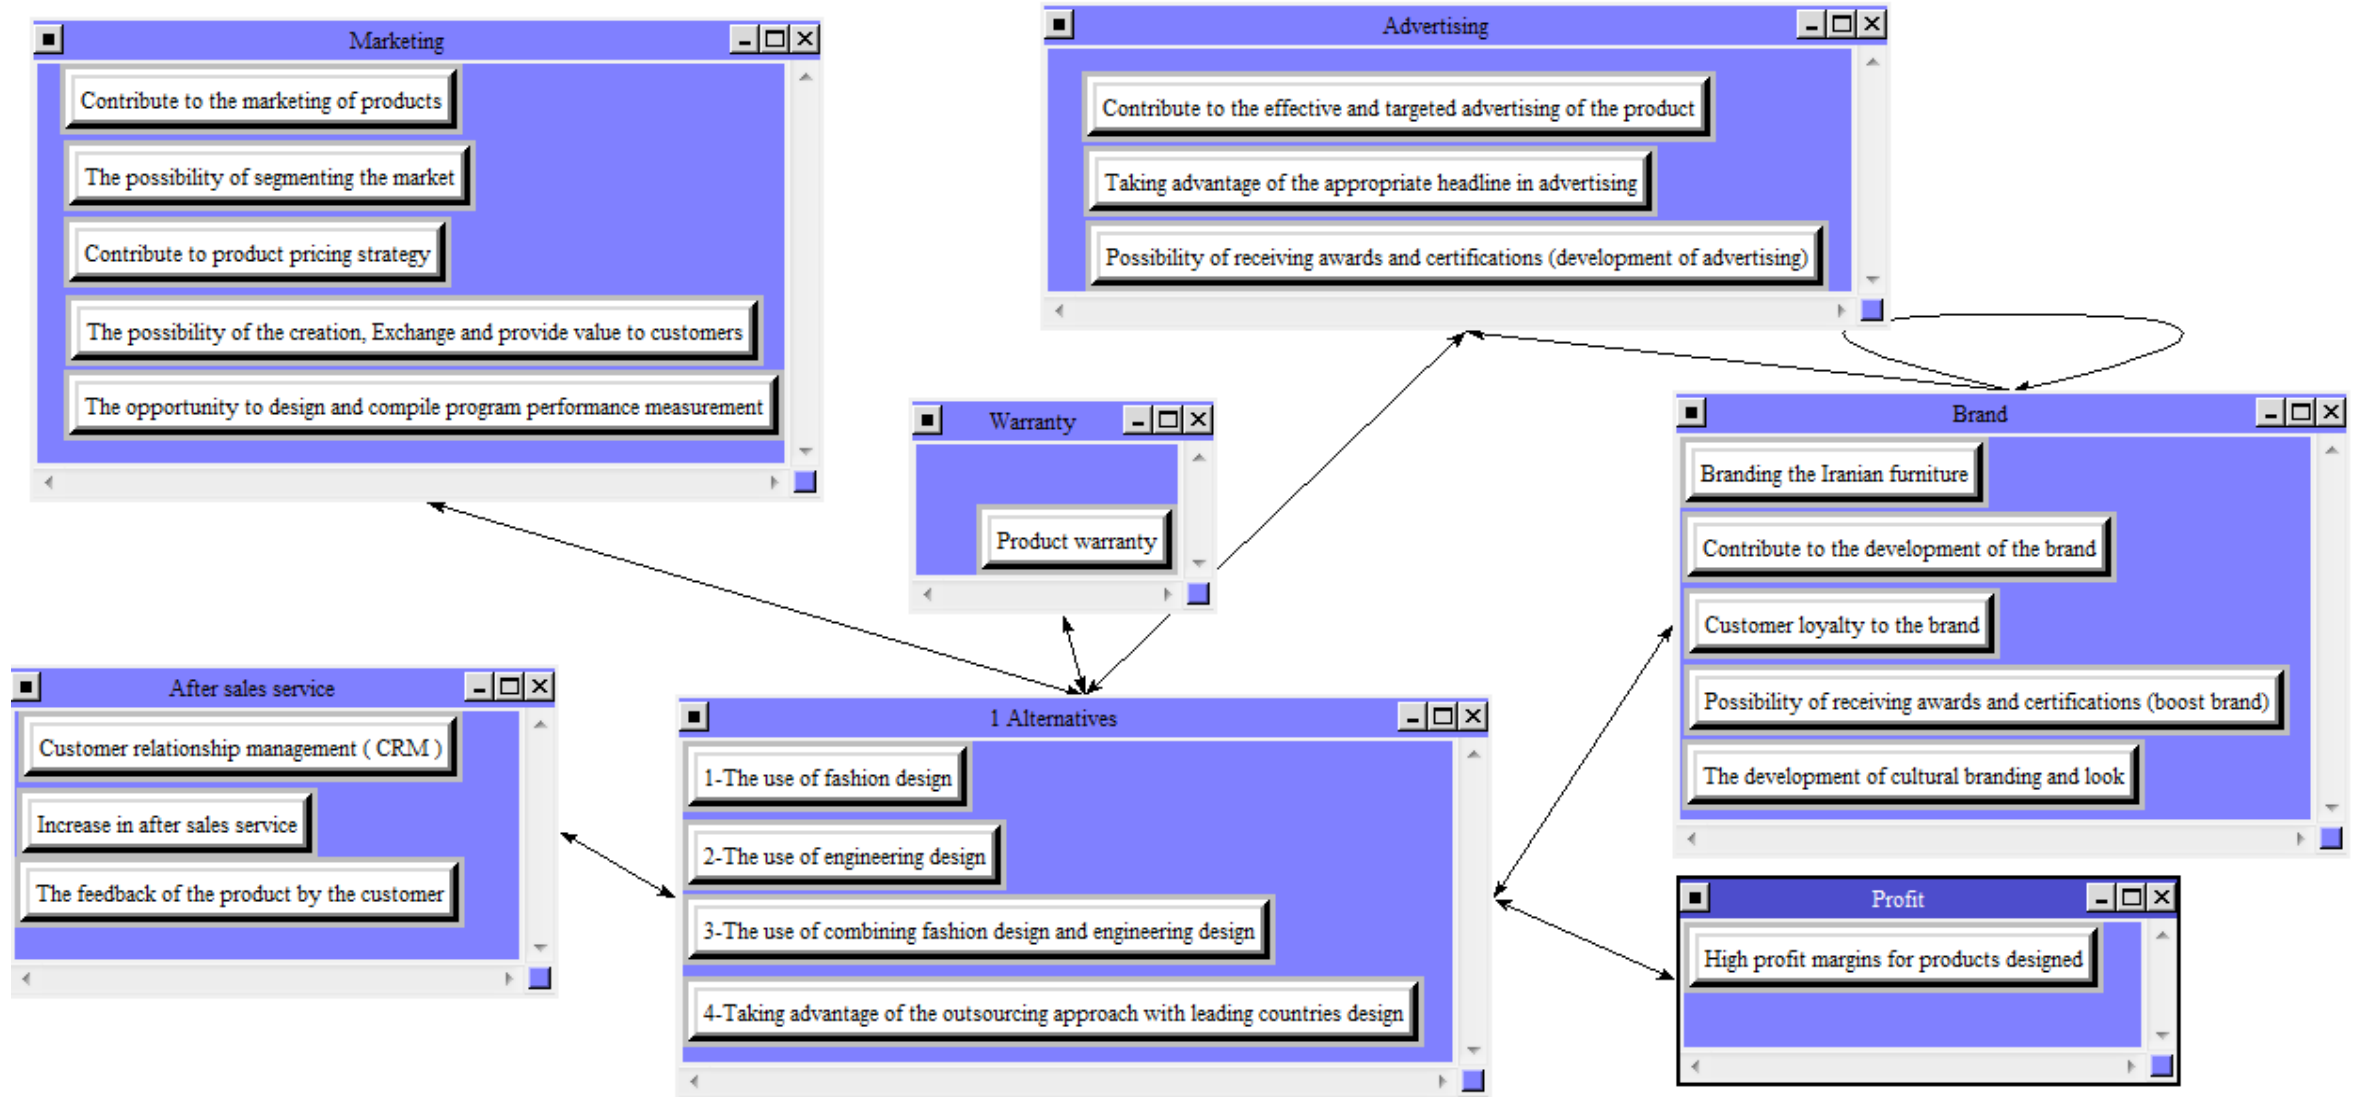 Marketing
Contribute to the marketing of products
The possibility of segmenting the market
Contribute to product pricing strategy
The possibility of the creation, Exchange and provide value to customers
The opportunity to design and compile program performance measurement
Advertising
Contribute to the effective and targeted advertising of the product
Taking advantage of the appropriate headline in advertising
Possibility of receiving awards and certifications (development of advertising)
Warranty
Product warranty
Brand
Branding the Iranian furniture
Contribute to the development of the brand
Customer loyalty to the brand
Possibility of receiving awards and certifications (boost brand)
The development of cultural branding and look
After sales service
Customer relationship management ( CRM )
Increase in after sales service
The feedback of the product by the customer
1 Alternatives
1-The use of fashion design
2-The use of engineering design
3-The use of combining fashion design and engineering design
4-Taking advantage of the outsourcing approach with leading countries design
Profit
High profit margins for products designed